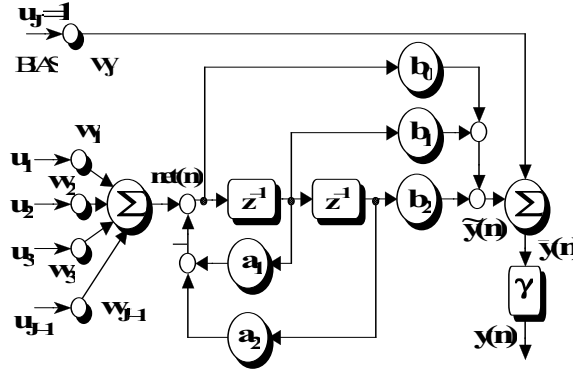 u_J=1
BIAS w_J
b_0
w_1
b_1
u_1
w_2
net(n)
u_2
Σ
z^-1
z^-1
b_2
Σ
ỹ(n)
ȳ(n)
u_3
w_3
a_1
γ
w_J-1
u_J-1
a_2
y(n)